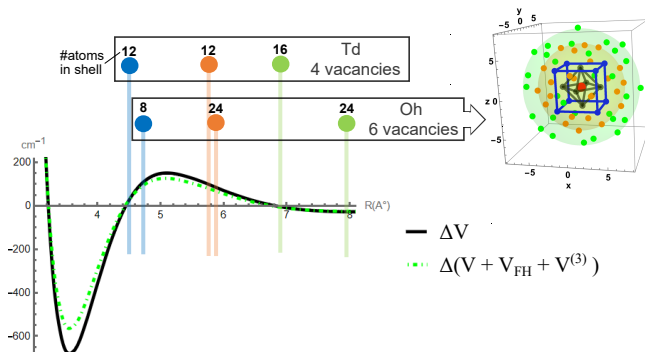 #atoms
in shell
12 12 16 Td
4 vacancies
8 24 24 Oh
6 vacancies
cm⁻¹
200
0
−200
−400
−600
4 5 6 7 8 R(A°)
ΔV
Δ(V + V_FH + V⁽³⁾ )
y
−5 0 5
5
z 0
−5
−5 0 5
x